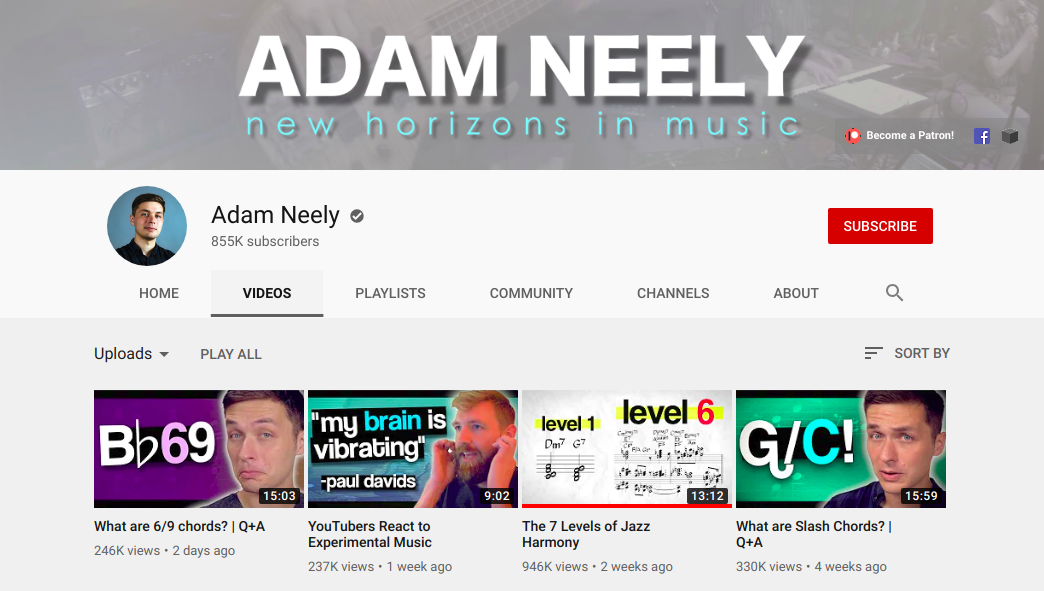 ADAM NEELY
new horizons in music
Become a Patron!
Adam Neely
855K subscribers
SUBSCRIBE
HOME
VIDEOS
PLAYLISTS
COMMUNITY
CHANNELS
ABOUT
Uploads
PLAY ALL
SORT BY
B♭69
15:03
"my brain is
vibrating"
-paul davids
9:02
level 1
Dm7 G7
level 6
13:12
G/C!
15:59
What are 6/9 chords? | Q+A
246K views • 2 days ago
YouTubers React to
Experimental Music
237K views • 1 week ago
The 7 Levels of Jazz
Harmony
946K views • 2 weeks ago
What are Slash Chords? |
Q+A
330K views • 4 weeks ago